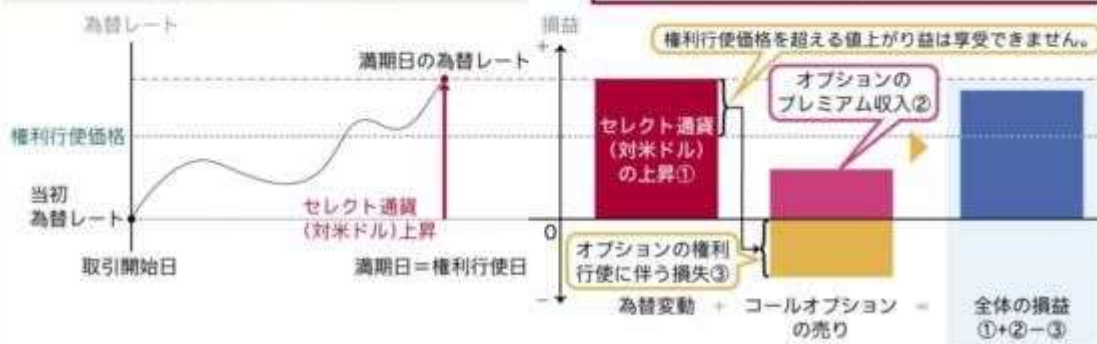 為替レート
満期日の為替レート
権利行使価格
当初
為替レート
セレクト通貨
(対米ドル)上昇
取引開始日
満期日=権利行使日
損益
+
権利行使価格を超える値上がり益は享受できません。
オプションの
プレミアム収入②
セレクト通貨
(対米ドル)
の上昇①
0
オプションの権利
行使に伴う損失③
−
為替変動 + コールオプション = 全体の損益
の売り ①+②−③